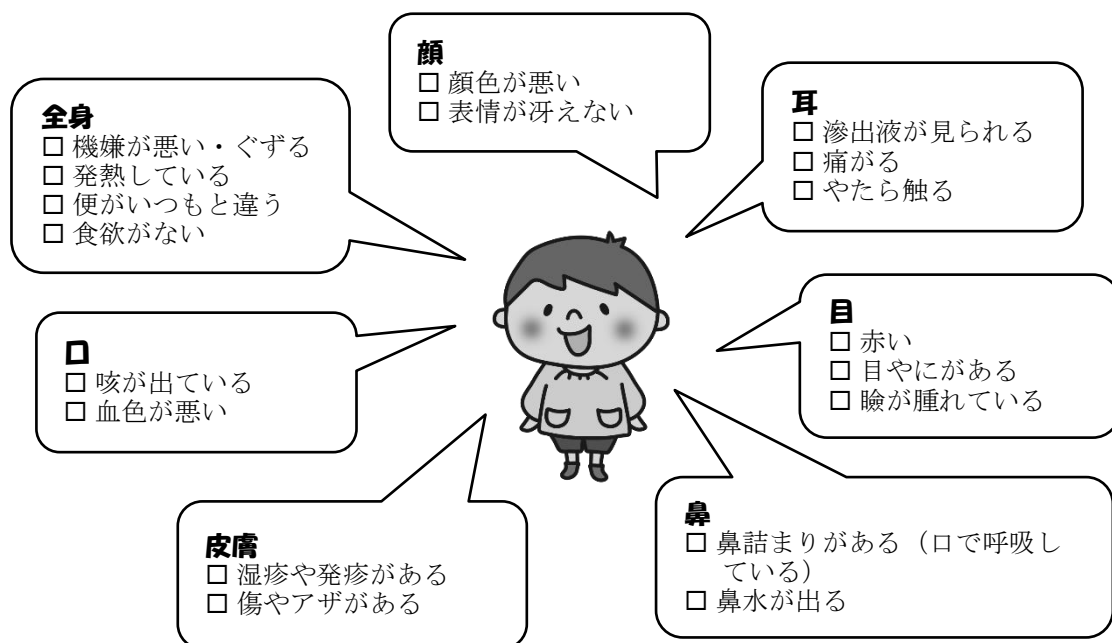 顔
□ 顔色が悪い
□ 表情が冴えない
全身
□ 機嫌が悪い・ぐずる
□ 発熱している
□ 便がいつもと違う
□ 食欲がない
耳
□ 滲出液が見られる
□ 痛がる
□ やたら触る
口
□ 咳が出ている
□ 血色が悪い
目
□ 赤い
□ 目やにがある
□ 瞼が腫れている
皮膚
□ 湿疹や発疹がある
□ 傷やアザがある
鼻
□ 鼻詰まりがある（口で呼吸し
ている）
□ 鼻水が出る